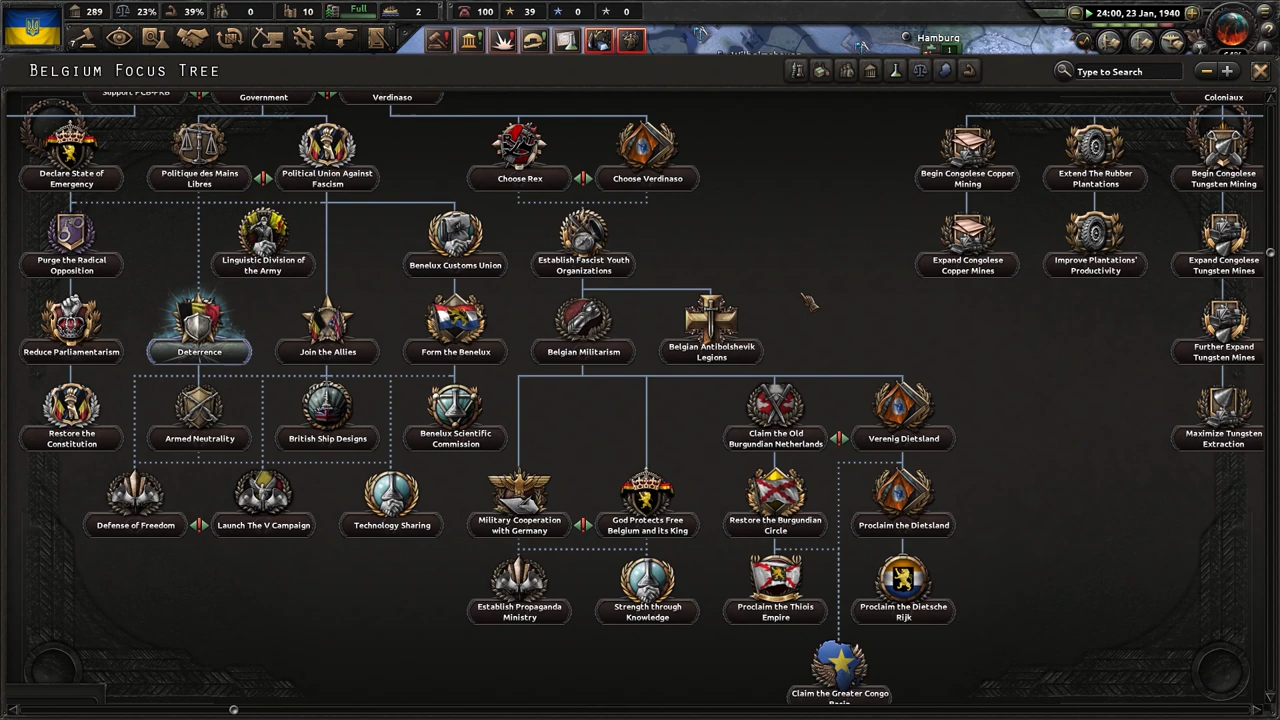 289
23%
39%
0
10
Full
2
100
39
0
0
24:00, 23 Jan, 1940
7
Hamburg
1
BELGIUM FOCUS TREE
Type to Search
Support PCB-PKB
Government
Verdinaso
Coloniaux
Declare State of
Emergency
Politique des Mains
Libres
Political Union Against
Fascism
Choose Rex
Choose Verdinaso
Begin Congolese Copper
Mining
Extend The Rubber
Plantations
Begin Congolese
Tungsten Mining
Purge the Radical
Opposition
Linguistic Division of
the Army
Benelux Customs Union
Establish Fascist Youth
Organizations
Expand Congolese
Copper Mines
Improve Plantations'
Productivity
Expand Congolese
Tungsten Mines
Reduce Parliamentarism
Deterrence
Join the Allies
Form the Benelux
Belgian Militarism
Belgian Antibolshevik
Legions
Further Expand
Tungsten Mines
Restore the
Constitution
Armed Neutrality
British Ship Designs
Benelux Scientific
Commission
Claim the Old
Burgundian Netherlands
Verenig Dietsland
Maximize Tungsten
Extraction
Defense of Freedom
Launch The V Campaign
Technology Sharing
Military Cooperation
with Germany
God Protects Free
Belgium and its King
Restore the Burgundian
Circle
Proclaim the Dietsland
Establish Propaganda
Ministry
Strength through
Knowledge
Proclaim the Thiois
Empire
Proclaim the Dietsche
Rijk
Claim the Greater Congo
Basin